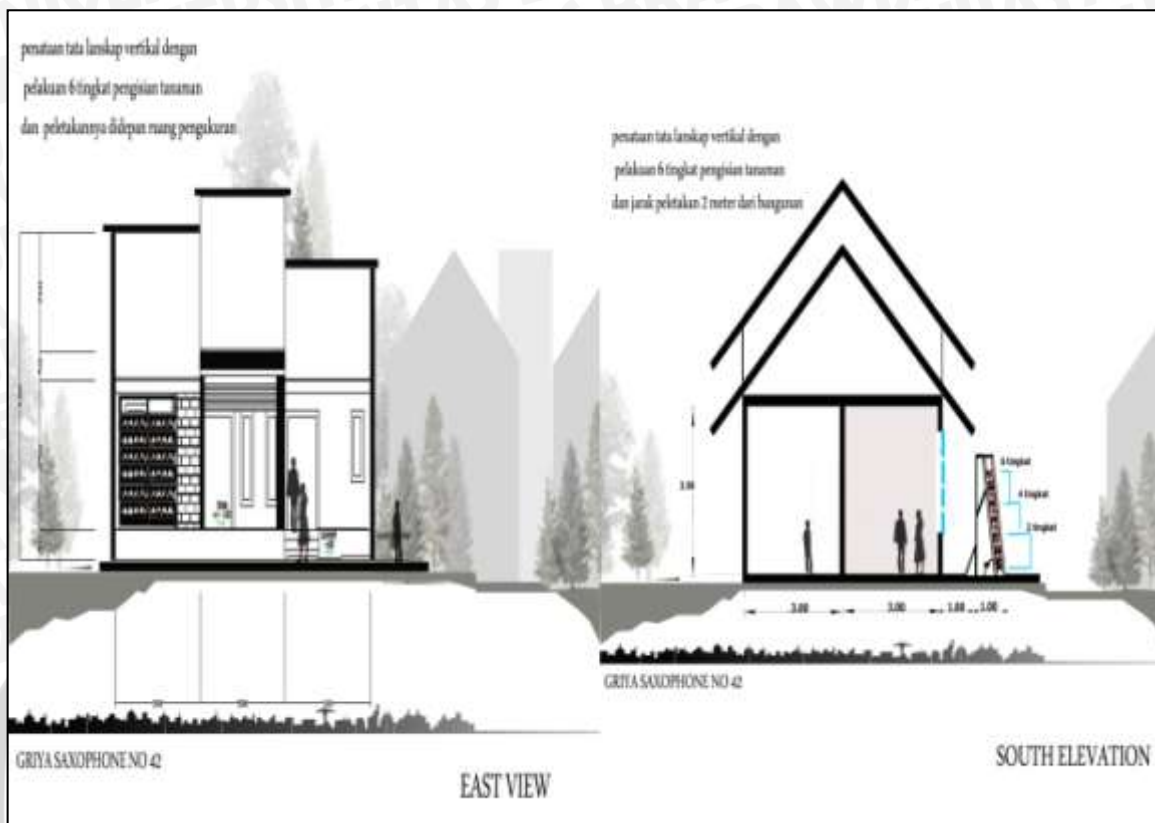 penataan tata lanskap vertikal dengan
pelakuan 6 tingkat pengisian tanaman
dan peletakannya didepan ruang pengukuran
GRIYA SAXOPHONE NO 42
EAST VIEW
penataan tata lanskap vertikal dengan
pelakuan 6 tingkat pengisian tanaman
dan jarak peletakan 2 meter dari bangunan
6 tingkat
4 tingkat
2 tingkat
3.00 3.00 1.00 1.00
GRIYA SAXOPHONE NO 42
SOUTH ELEVATION